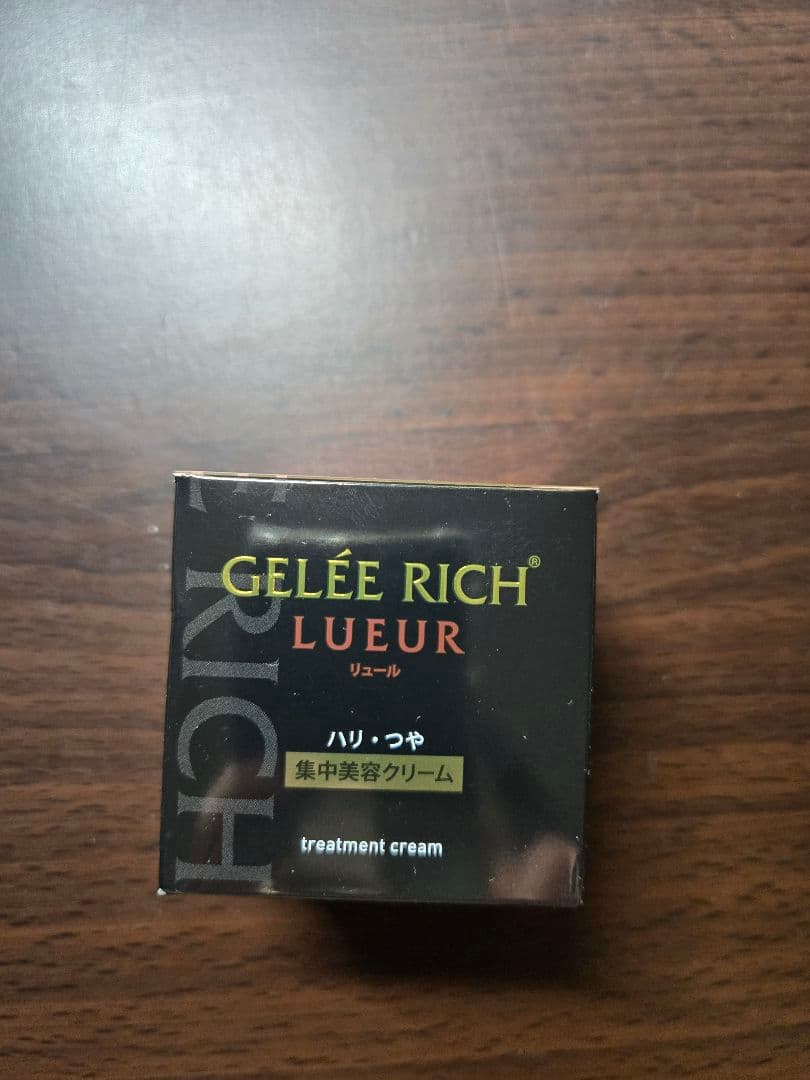 GELÉE RICH®
LUEUR
リュール
ハリ・つや
集中美容クリーム
treatment cream
E RICH